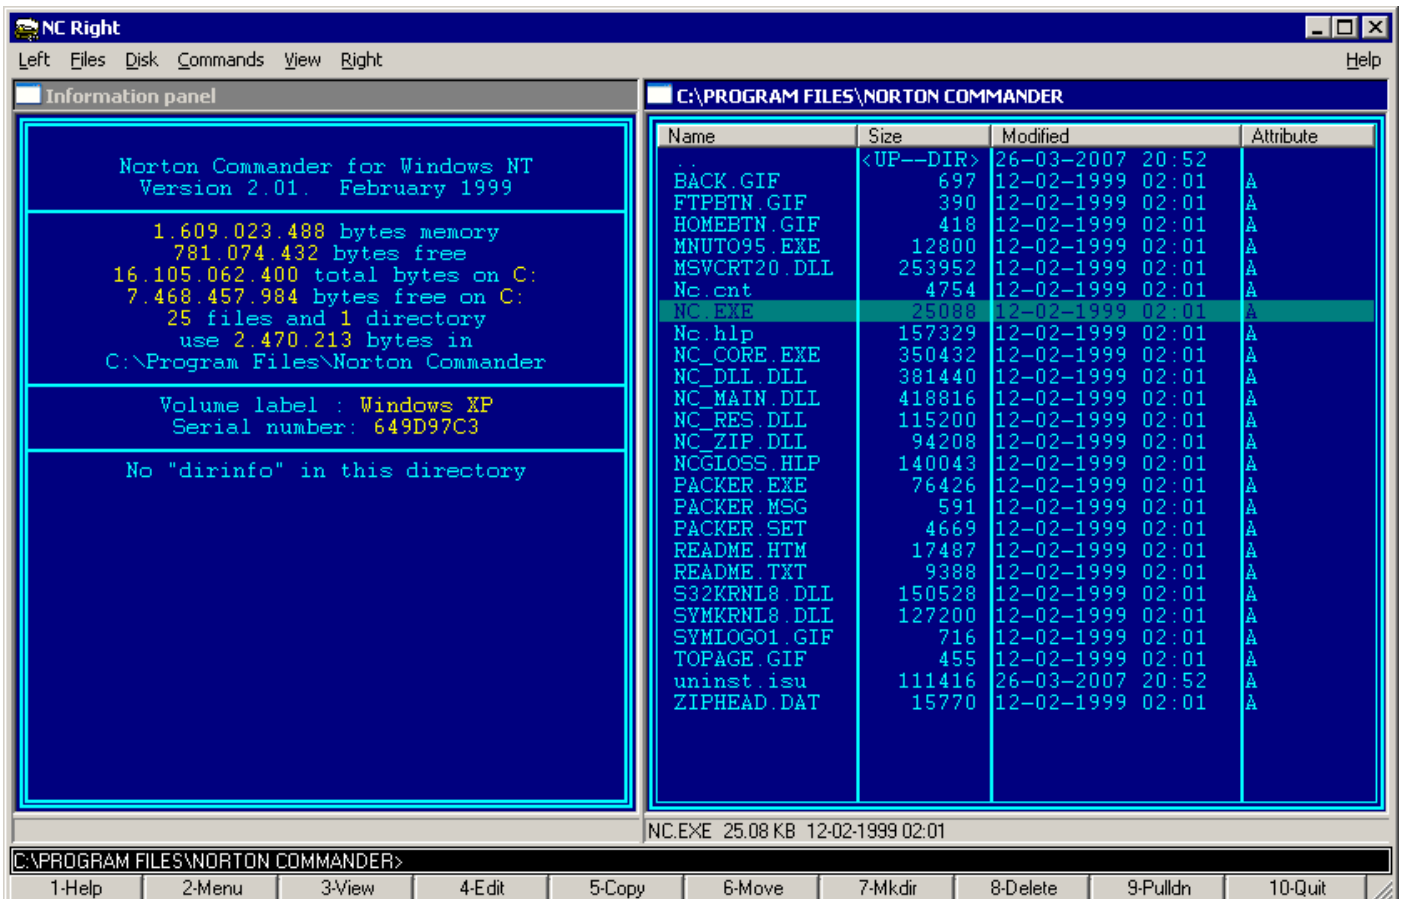 NC Right
Left Files Disk Commands View Right Help
Information panel
Norton Commander for Windows NT
Version 2.01. February 1999
1.609.023.488 bytes memory
781.074.432 bytes free
16.105.062.400 total bytes on C:
7.468.457.984 bytes free on C:
25 files and 1 directory
use 2.470.213 bytes in
C:\Program Files\Norton Commander
Volume label : Windows XP
Serial number: 649D97C3
No "dirinfo" in this directory
C:\PROGRAM FILES\NORTON COMMANDER
Name Size Modified Attribute
.. <UP--DIR> 26-03-2007 20:52
BACK.GIF 697 12-02-1999 02:01 A
FTPBTN.GIF 390 12-02-1999 02:01 A
HOMEBTN.GIF 418 12-02-1999 02:01 A
MNUTO95.EXE 12800 12-02-1999 02:01 A
MSVCRT20.DLL 253952 12-02-1999 02:01 A
Nc.cnt 4754 12-02-1999 02:01 A
NC.EXE 25088 12-02-1999 02:01 A
Nc.hlp 157329 12-02-1999 02:01 A
NC_CORE.EXE 350432 12-02-1999 02:01 A
NC_DLL.DLL 381440 12-02-1999 02:01 A
NC_MAIN.DLL 418816 12-02-1999 02:01 A
NC_RES.DLL 115200 12-02-1999 02:01 A
NC_ZIP.DLL 94208 12-02-1999 02:01 A
NCGLOSS.HLP 140043 12-02-1999 02:01 A
PACKER.EXE 76426 12-02-1999 02:01 A
PACKER.MSG 591 12-02-1999 02:01 A
PACKER.SET 4669 12-02-1999 02:01 A
README.HTM 17487 12-02-1999 02:01 A
README.TXT 9388 12-02-1999 02:01 A
S32KRNL8.DLL 150528 12-02-1999 02:01 A
SYMKRNL8.DLL 127200 12-02-1999 02:01 A
SYMLOGO1.GIF 716 12-02-1999 02:01 A
TOPAGE.GIF 455 12-02-1999 02:01 A
uninst.isu 111416 26-03-2007 20:52 A
ZIPHEAD.DAT 15770 12-02-1999 02:01 A
NC.EXE 25.08 KB 12-02-1999 02:01
C:\PROGRAM FILES\NORTON COMMANDER>
1-Help 2-Menu 3-View 4-Edit 5-Copy 6-Move 7-Mkdir 8-Delete 9-Pulldn 10-Quit